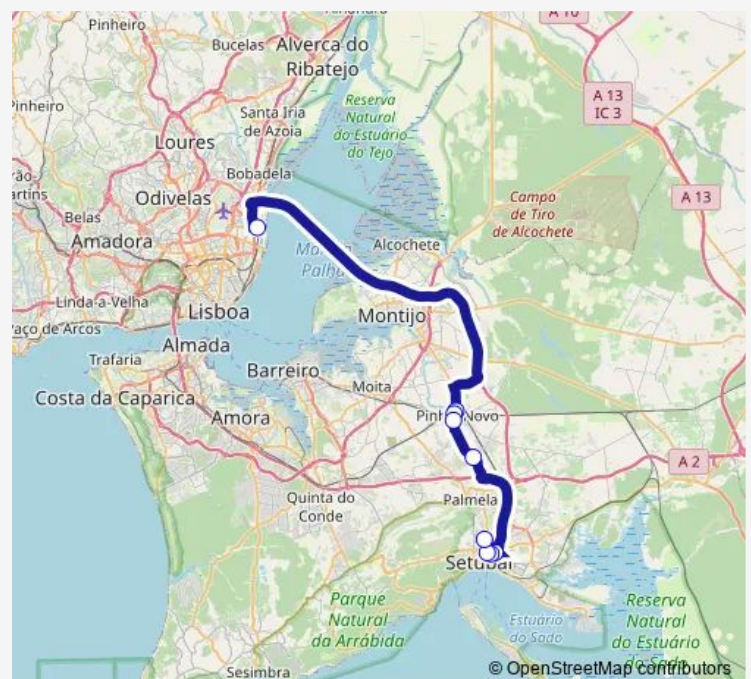 Pinheiro
Bucelas
Alverca do
Ribatejo
A 13
IC 3
Pinheiro
Santa Iria
de Azoia
Reserva
Natural
do Estuário
do Tejo
Loures
Bobadela
Odivelas
A 13
Belas
Campo
de Tiro
de Alcochete
Amadora
Alcochete
Linda-a-Velha
Lisboa
Montijo
Paço de Arcos
Almada
Trafaria
Barreiro
Moita
Costa da Caparica
Amora
Novo
A 2
Quinta do
Conde
Palmela
Setúbal
Parque
Natural
da Arrábida
Estuário
do Sado
Reserva
Natural
do Estuário
do Sado
Sesimbra
© OpenStreetMap contributors